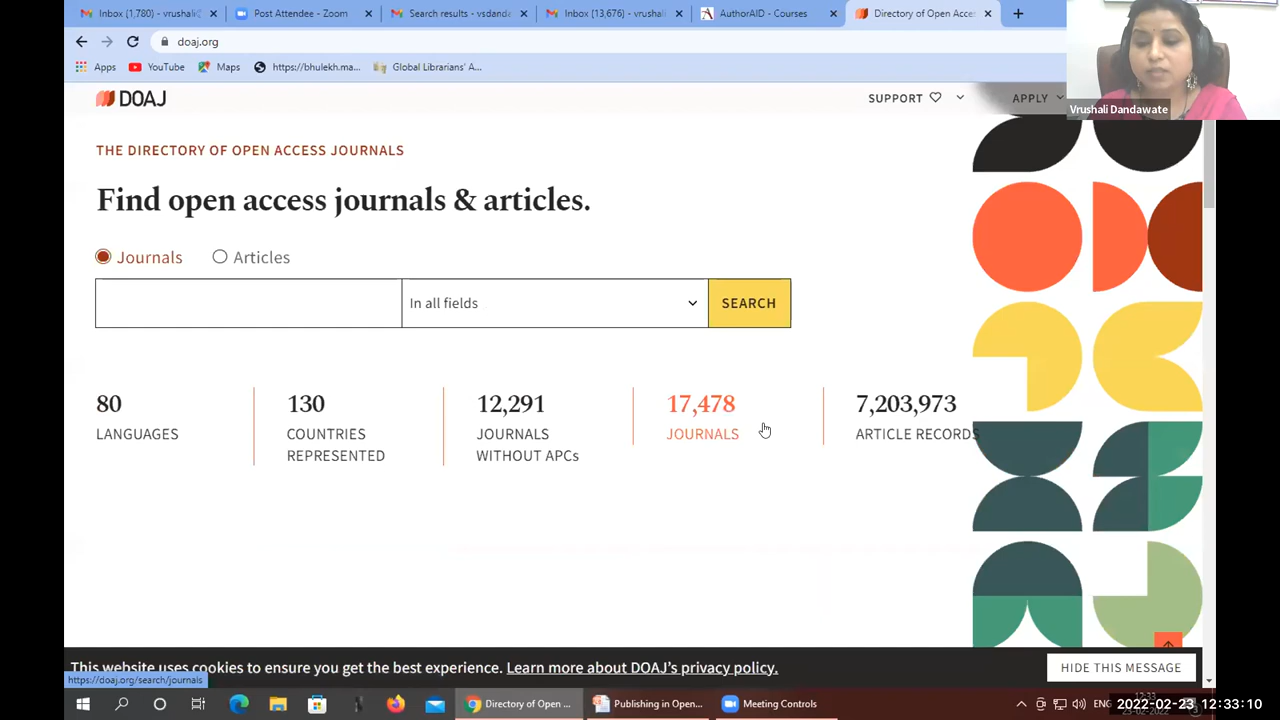 Inbox (1,780) - vrushali
Post Attendee - Zoom
Search results - vsdande
Inbox (13,676) - vrushali
AuthorAID - Courses
Directory of Open Acce
doaj.org
Apps
YouTube
Maps
https://bhulekh.ma...
Global Librarians' A...
Vrushali Dandawate
DOAJ
SUPPORT
APPLY
THE DIRECTORY OF OPEN ACCESS JOURNALS
Find open access journals & articles.
Journals
Articles
In all fields
SEARCH
80
LANGUAGES
130
COUNTRIES
REPRESENTED
12,291
JOURNALS
WITHOUT APCs
17,478
JOURNALS
7,203,973
ARTICLE RECORDS
This website uses cookies to ensure you get the best experience. Learn more about DOAJ's privacy policy.
HIDE THIS MESSAGE
https://doaj.org/search/journals
Directory of Open ...
Publishing in Open...
Meeting Controls
ENG
12:33
2022-02-23 12:33:10